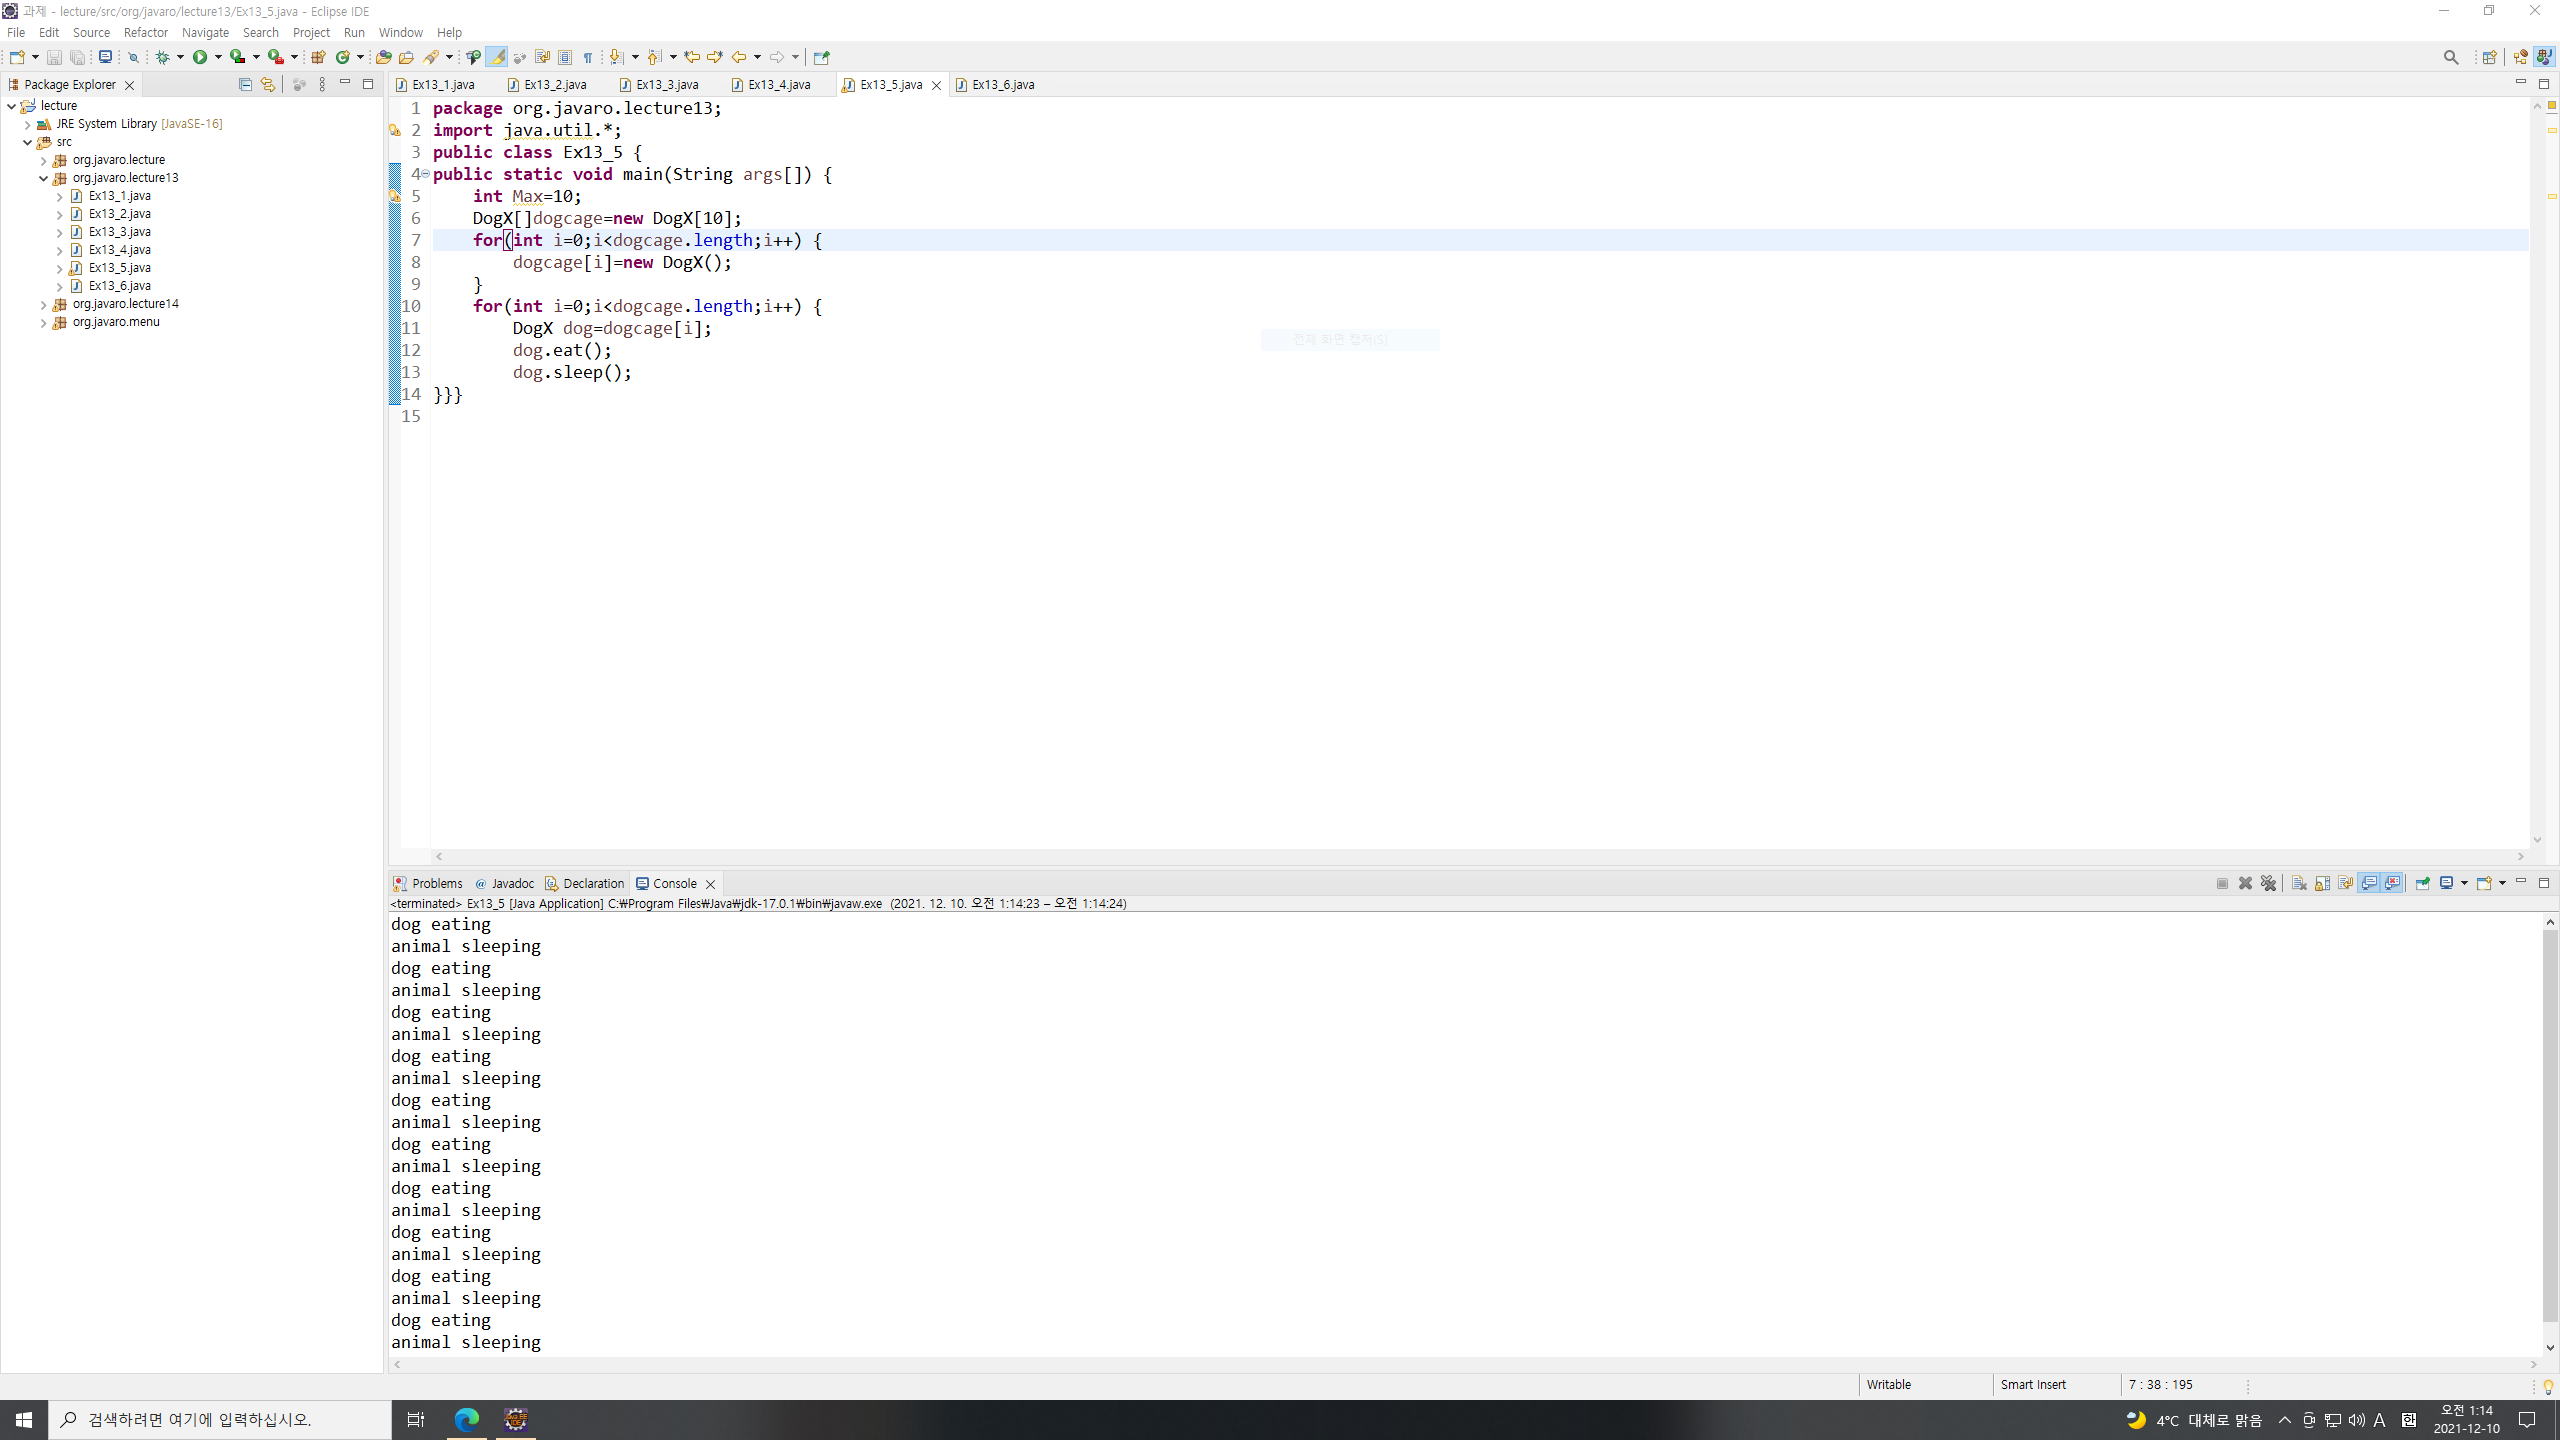 과제 - lecture/src/org/javaro/lecture13/Ex13_5.java - Eclipse IDE
File Edit Source Refactor Navigate Search Project Run Window Help
Package Explorer
lecture
JRE System Library [JavaSE-16]
src
org.javaro.lecture
org.javaro.lecture13
Ex13_1.java
Ex13_2.java
Ex13_3.java
Ex13_4.java
Ex13_5.java
Ex13_6.java
org.javaro.lecture14
org.javaro.menu
Ex13_1.java Ex13_2.java Ex13_3.java Ex13_4.java Ex13_5.java Ex13_6.java
1 package org.javaro.lecture13;
2 import java.util.*;
3 public class Ex13_5 {
4 public static void main(String args[]) {
5 int Max=10;
6 DogX[]dogcage=new DogX[10];
7 for(int i=0;i<dogcage.length;i++) {
8 dogcage[i]=new DogX();
9 }
10 for(int i=0;i<dogcage.length;i++) {
11 DogX dog=dogcage[i];
12 dog.eat();
13 dog.sleep();
14 }}}
15
전체 화면 캡처(S)
Problems Javadoc Declaration Console
<terminated> Ex13_5 [Java Application] C:₩Program Files₩Java₩jdk-17.0.1₩bin₩javaw.exe (2021. 12. 10. 오전 1:14:23 – 오전 1:14:24)
dog eating
animal sleeping
dog eating
animal sleeping
dog eating
animal sleeping
dog eating
animal sleeping
dog eating
animal sleeping
dog eating
animal sleeping
dog eating
animal sleeping
dog eating
animal sleeping
dog eating
animal sleeping
dog eating
animal sleeping
Writable Smart Insert 7 : 38 : 195
검색하려면 여기에 입력하십시오.
4°C 대체로 맑음 A 한
오전 1:14
2021-12-10